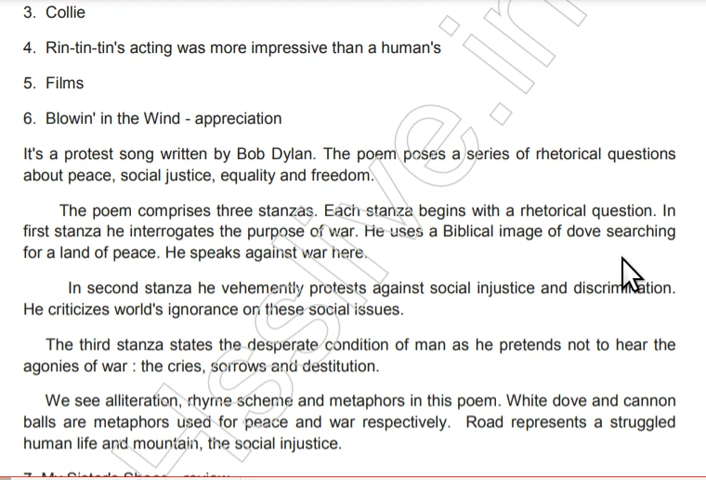 3. Collie
4. Rin-tin-tin's acting was more impressive than a human's
5. Films
6. Blowin' in the Wind - appreciation
It's a protest song written by Bob Dylan. The poem poses a series of rhetorical questions
about peace, social justice, equality and freedom.
The poem comprises three stanzas. Each stanza begins with a rhetorical question. In
first stanza he interrogates the purpose of war. He uses a Biblical image of dove searching
for a land of peace. He speaks against war here.
In second stanza he vehemently protests against social injustice and discrimination.
He criticizes world's ignorance on these social issues.
The third stanza states the desperate condition of man as he pretends not to hear the
agonies of war : the cries, sorrows and destitution.
We see alliteration, rhyme scheme and metaphors in this poem. White dove and cannon
balls are metaphors used for peace and war respectively. Road represents a struggled
human life and mountain, the social injustice.
Hsslive.in